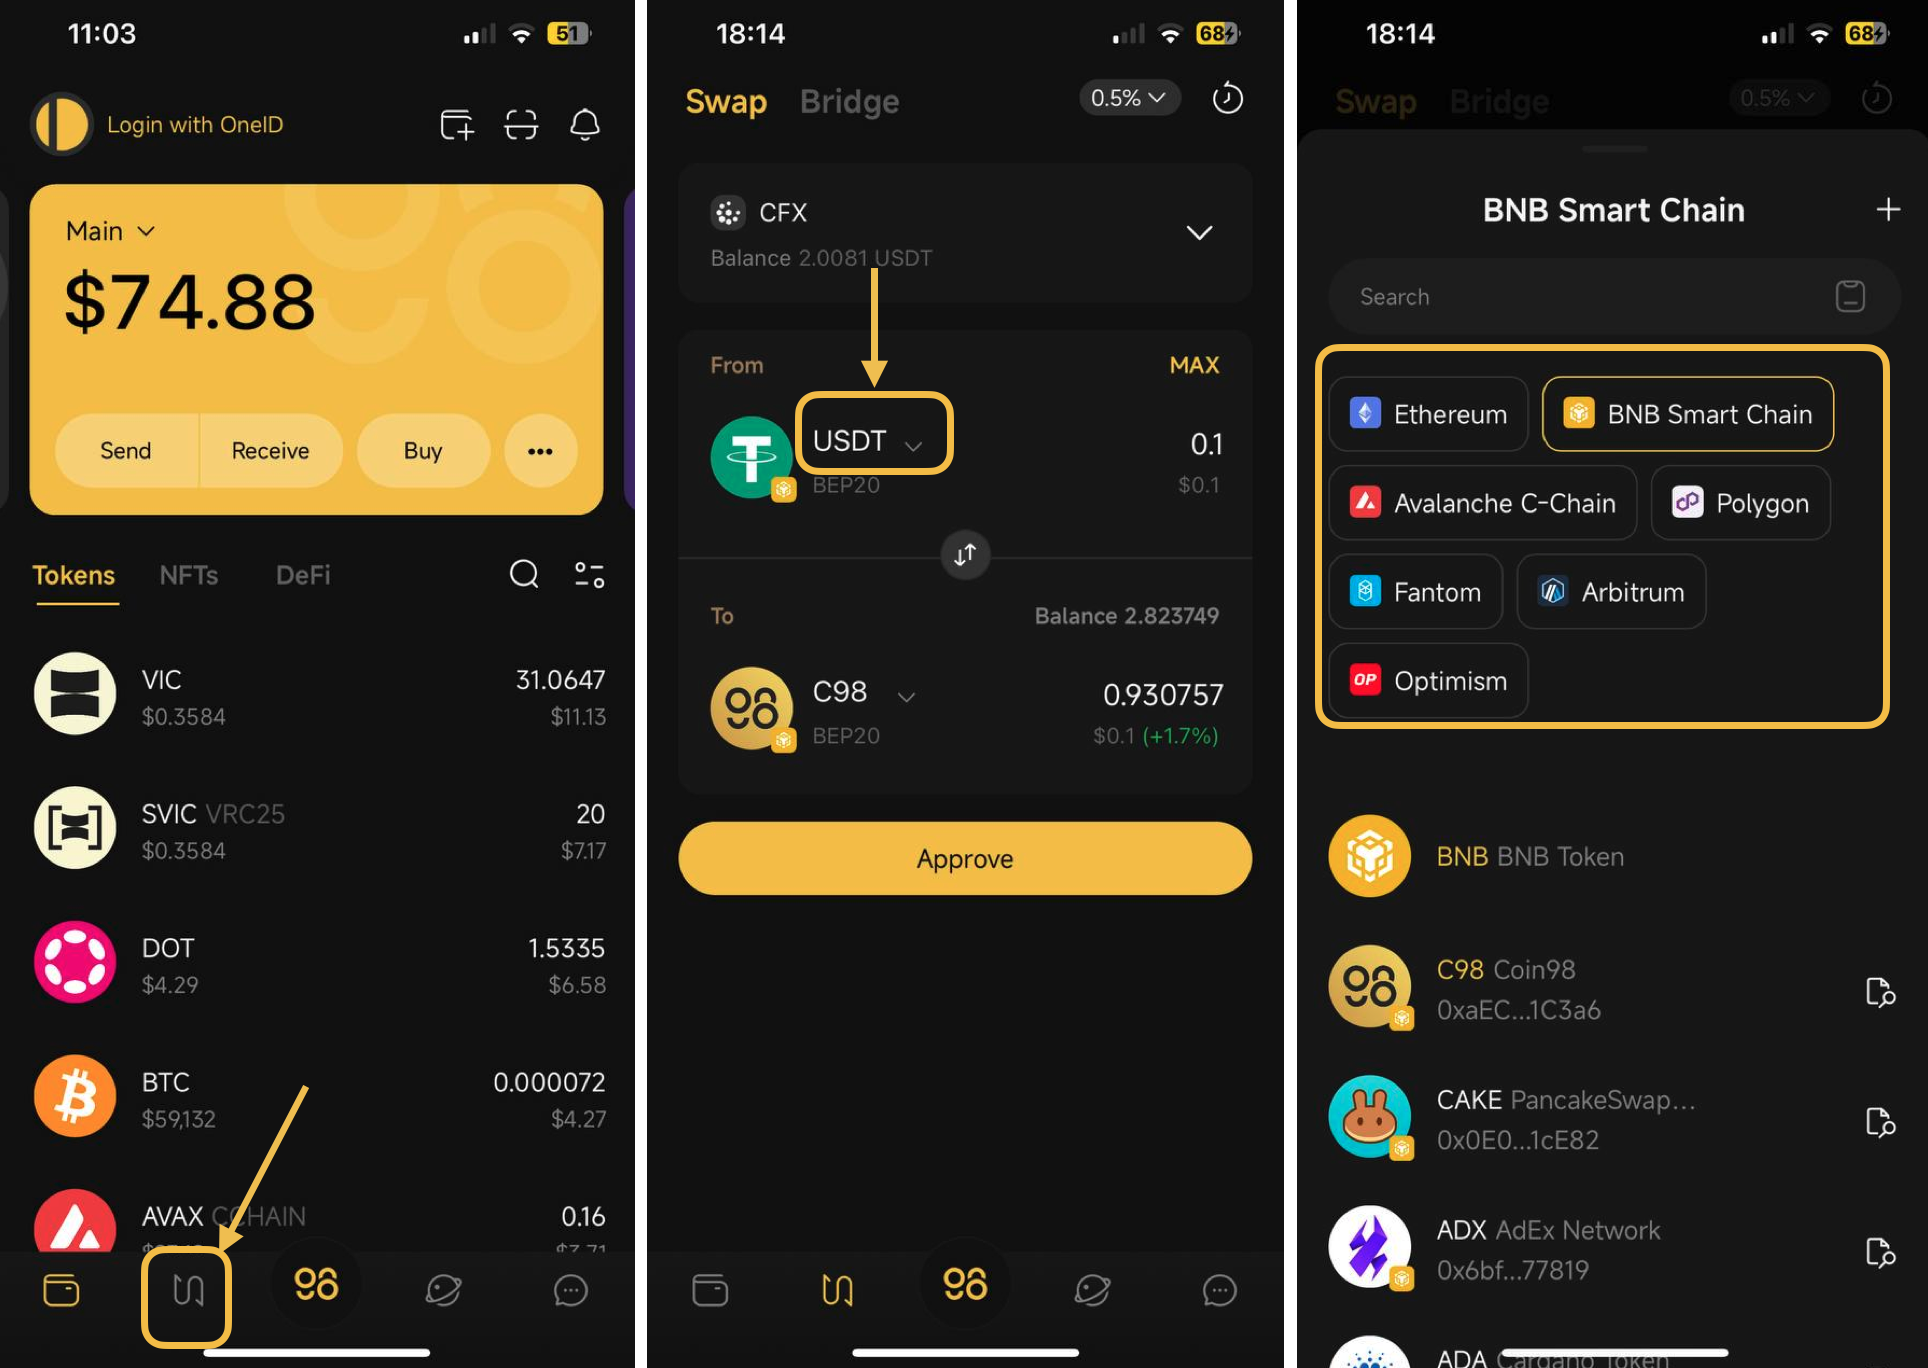 11:03
51
Login with OneID
Main
$74.88
Send
Receive
Buy
Tokens
NFTs
DeFi
VIC
31.0647
$0.3584
$11.13
SVIC VRC25
20
$0.3584
$7.17
DOT
1.5335
$4.29
$6.58
BTC
0.000072
$59,132
$4.27
AVAX CCHAIN
0.16
98
18:14
68
Swap
Bridge
0.5%
CFX
Balance 2.0081 USDT
From
MAX
USDT
0.1
BEP20
$0.1
To
Balance 2.823749
98
C98
0.930757
BEP20
$0.1 (+1.7%)
Approve
98
18:14
68
Swap
Bridge
0.5%
BNB Smart Chain
Search
Ethereum
BNB Smart Chain
Avalanche C-Chain
Polygon
Fantom
Arbitrum
OP Optimism
BNB BNB Token
98
C98 Coin98
0xaEC...1C3a6
CAKE PancakeSwap...
0x0E0...1cE82
ADX AdEx Network
0x6bf...77819
ADA Cardano Token